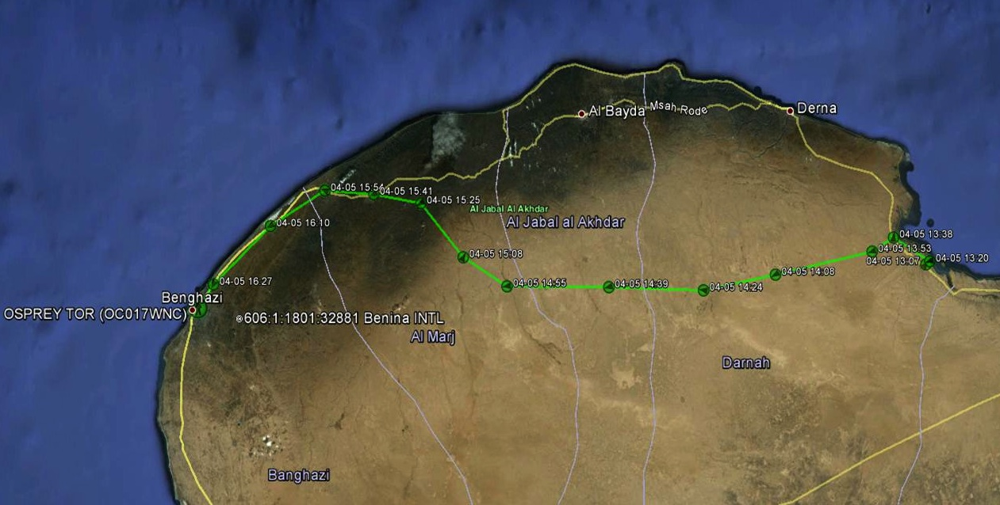 Al Bayda
Msah Rode
Derna
04-05 15:54
04-05 15:41
04-05 15:25
Al Jabal Al Akhdar
Al Jabal al Akhdar
04-05 16:10
04-05 13:38
04-05 13:53
04-05 13:07
04-05 13:20
04-05 15:08
04-05 14:08
04-05 14:55
04-05 14:39
04-05 14:24
04-05 16:27
Benghazi
OSPREY TOR (OC017WNC)
606:1:1801:32881 Benina INTL
Al Marj
Darnah
Banghazi